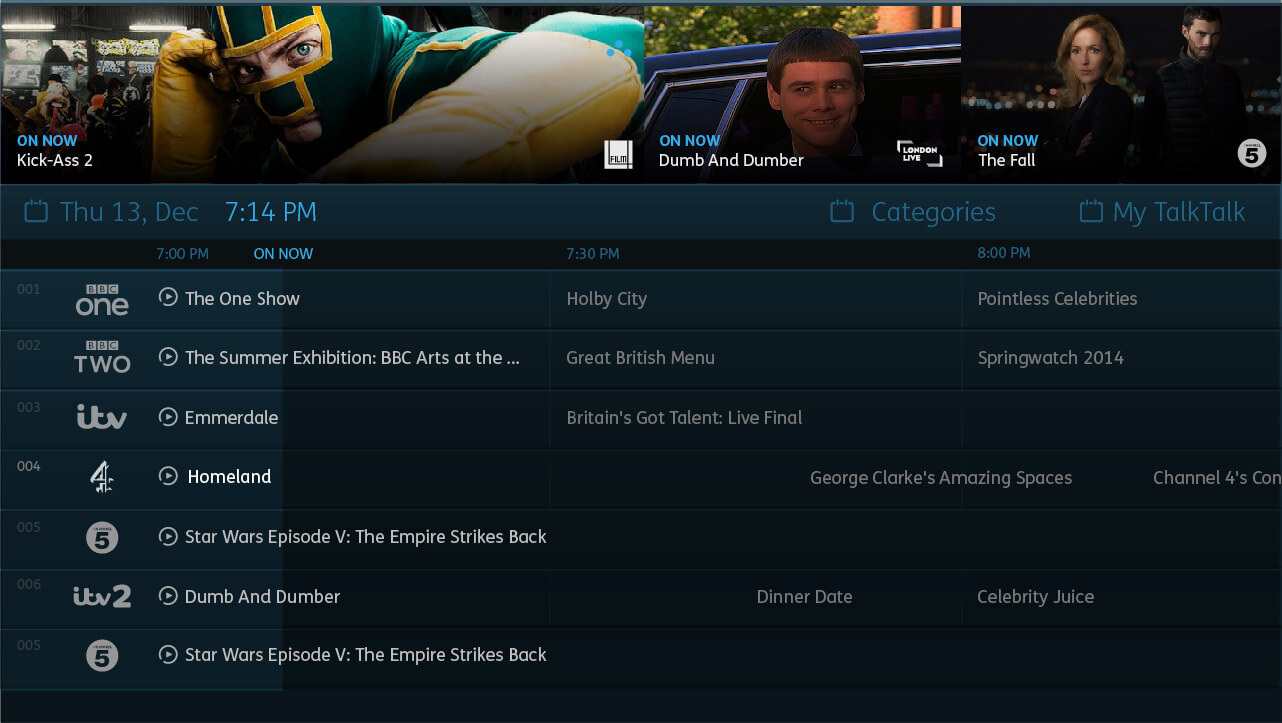 ON NOW
Kick-Ass 2
FILM4
ON NOW
Dumb And Dumber
LONDON LIVE
ON NOW
The Fall
5
Thu 13, Dec 7:14 PM Categories My TalkTalk
7:00 PM ON NOW 7:30 PM 8:00 PM
001 BBC one The One Show Holby City Pointless Celebrities
002 BBC TWO The Summer Exhibition: BBC Arts at the ... Great British Menu Springwatch 2014
003 itv Emmerdale Britain's Got Talent: Live Final
004 4 Homeland George Clarke's Amazing Spaces Channel 4's Con
005 CHANNEL 5 Star Wars Episode V: The Empire Strikes Back
006 itv2 Dumb And Dumber Dinner Date Celebrity Juice
005 CHANNEL 5 Star Wars Episode V: The Empire Strikes Back